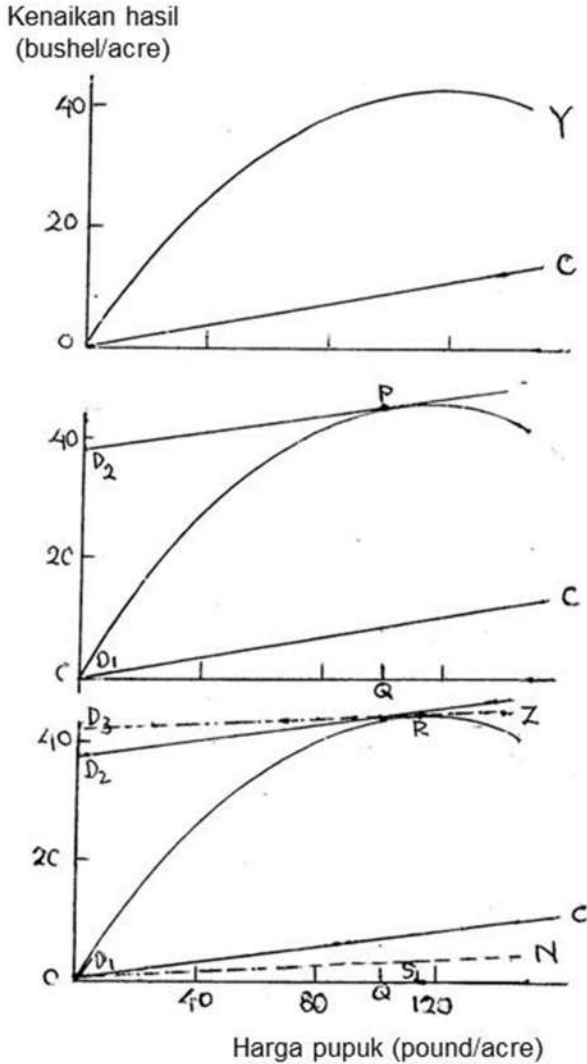 Kenaikan hasil
(bushel/acre)
40
Y
20
C
O
P
40
D2
20
C
D1
O
Q
D3
Z
40
R
D2
20
C
D1
N
O
S
Q
40
80
120
Harga pupuk (pound/acre)